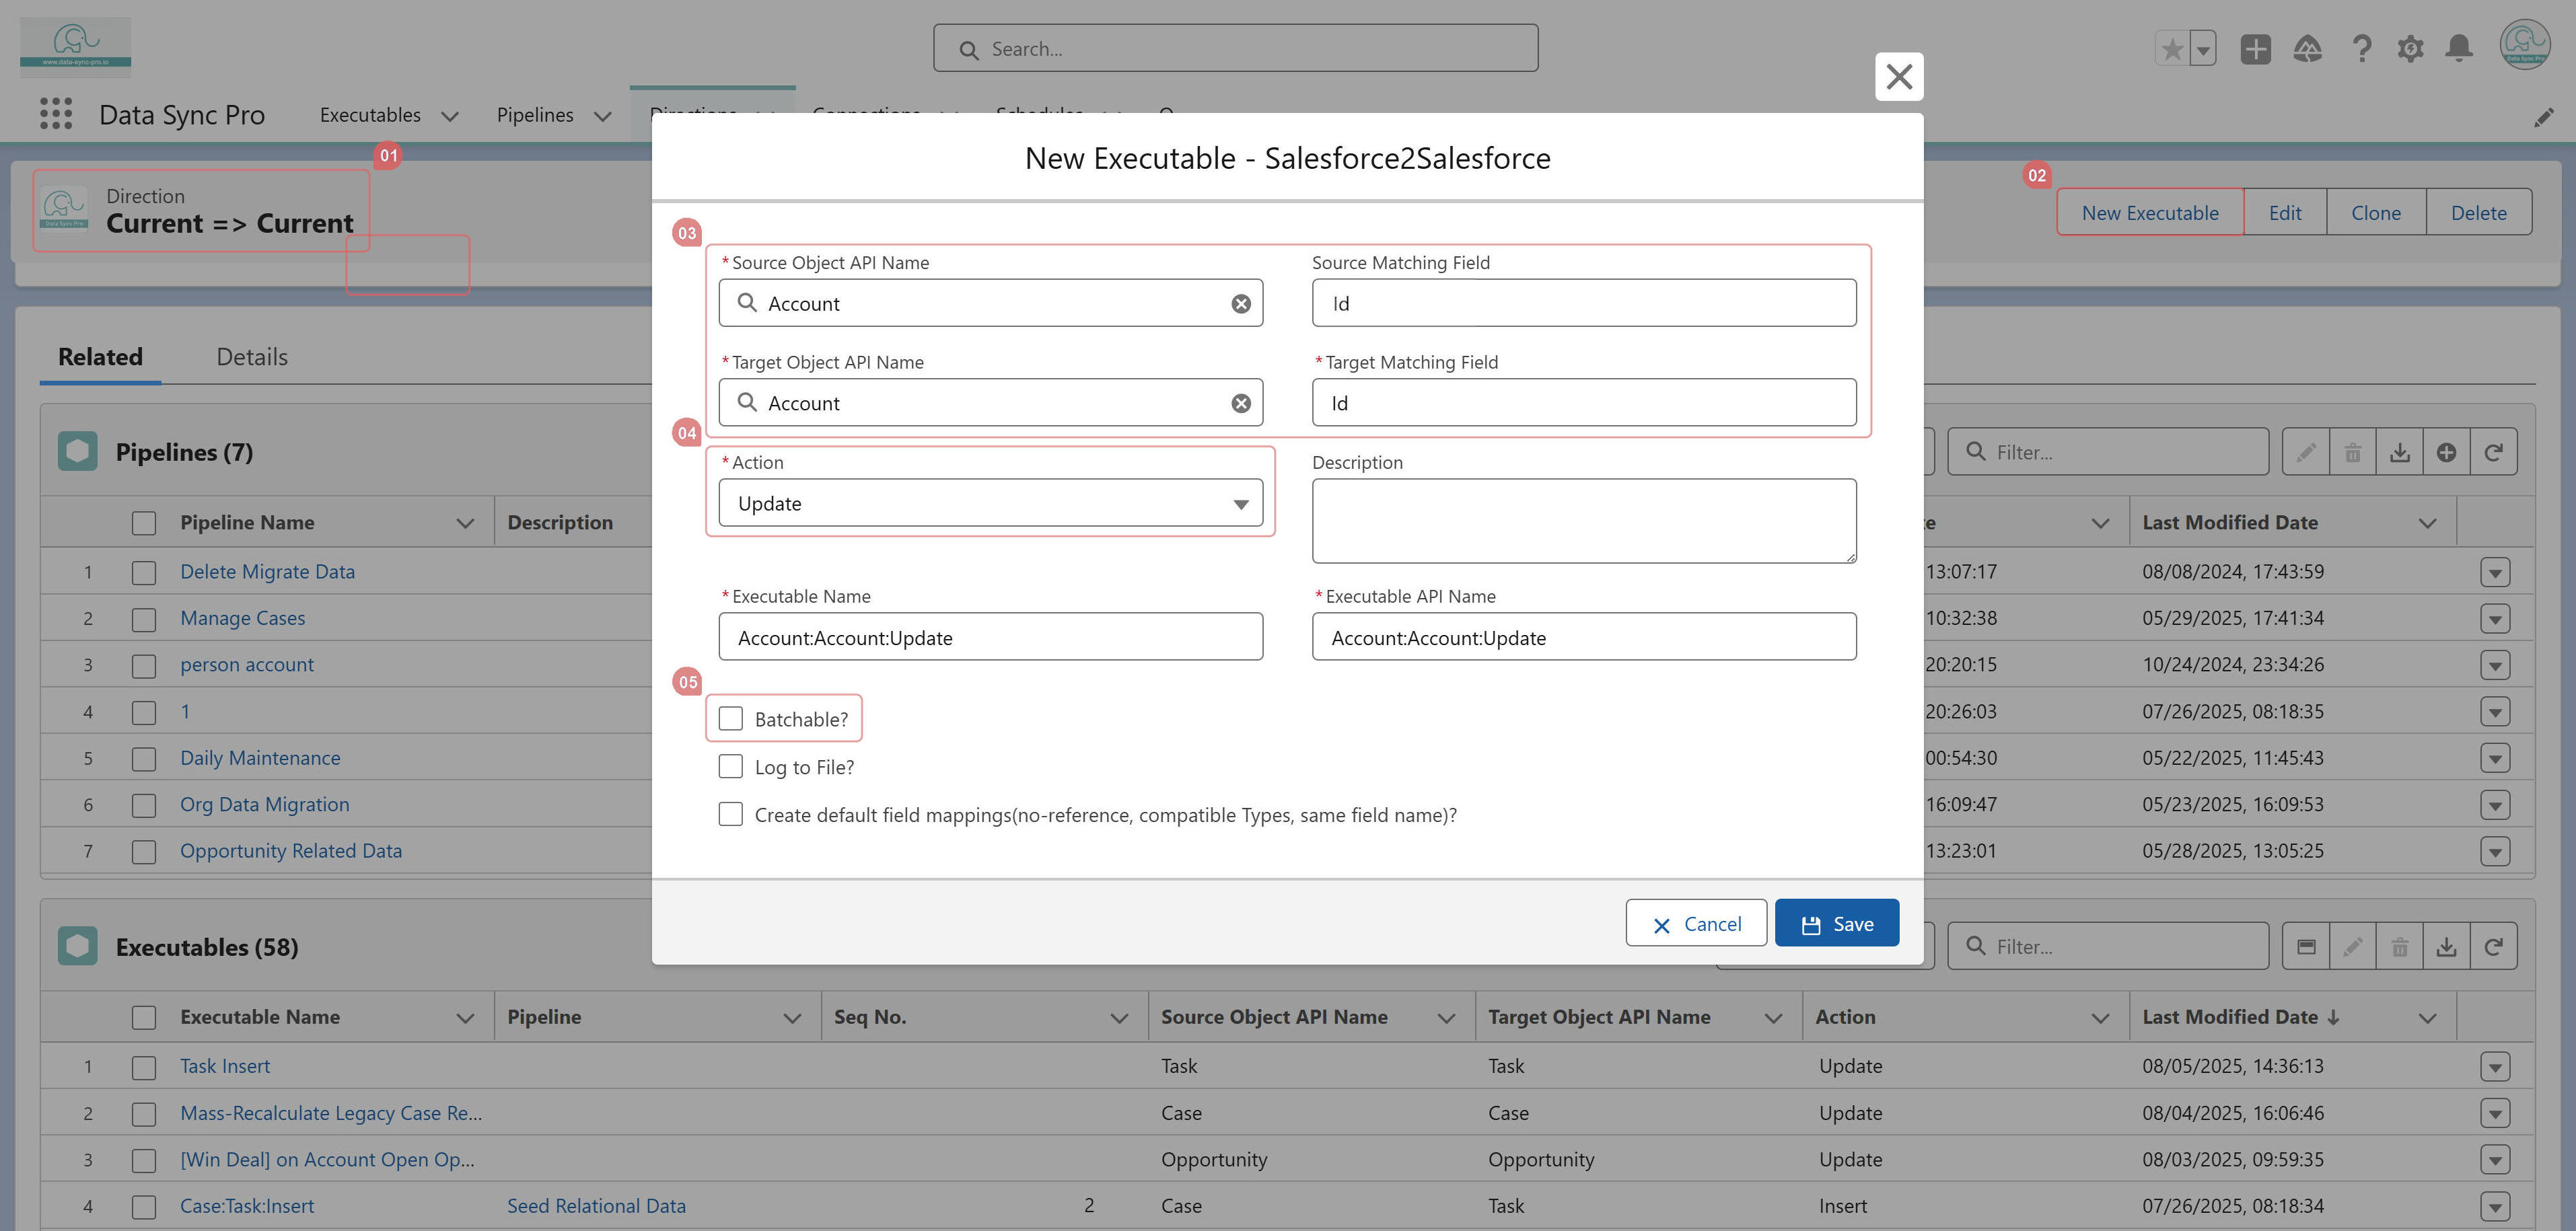 www.data-sync-pro.io
Search...
Data Sync Pro
Executables
Pipelines
Directions
Connections
Schedules
01
Direction
Current => Current
02
New Executable
Edit
Clone
Delete
New Executable - Salesforce2Salesforce
03
*Source Object API Name
Source Matching Field
Account
Id
*Target Object API Name
*Target Matching Field
Account
Id
04
*Action
Description
Update
*Executable Name
*Executable API Name
Account:Account:Update
Account:Account:Update
05
Batchable?
Log to File?
Create default field mappings(no-reference, compatible Types, same field name)?
Cancel
Save
Related
Details
Pipelines (7)
Filter...
Pipeline Name
Description
Last Modified Date
1 Delete Migrate Data 13:07:17 08/08/2024, 17:43:59
2 Manage Cases 10:32:38 05/29/2025, 17:41:34
3 person account 20:20:15 10/24/2024, 23:34:26
4 1 20:26:03 07/26/2025, 08:18:35
5 Daily Maintenance 00:54:30 05/22/2025, 11:45:43
6 Org Data Migration 16:09:47 05/23/2025, 16:09:53
7 Opportunity Related Data 13:23:01 05/28/2025, 13:05:25
Executables (58)
Filter...
Executable Name Pipeline Seq No. Source Object API Name Target Object API Name Action Last Modified Date
1 Task Insert Task Task Update 08/05/2025, 14:36:13
2 Mass-Recalculate Legacy Case Re... Case Case Update 08/04/2025, 16:06:46
3 [Win Deal] on Account Open Op... Opportunity Opportunity Update 08/03/2025, 09:59:35
4 Case:Task:Insert Seed Relational Data 2 Case Task Insert 07/26/2025, 08:18:34